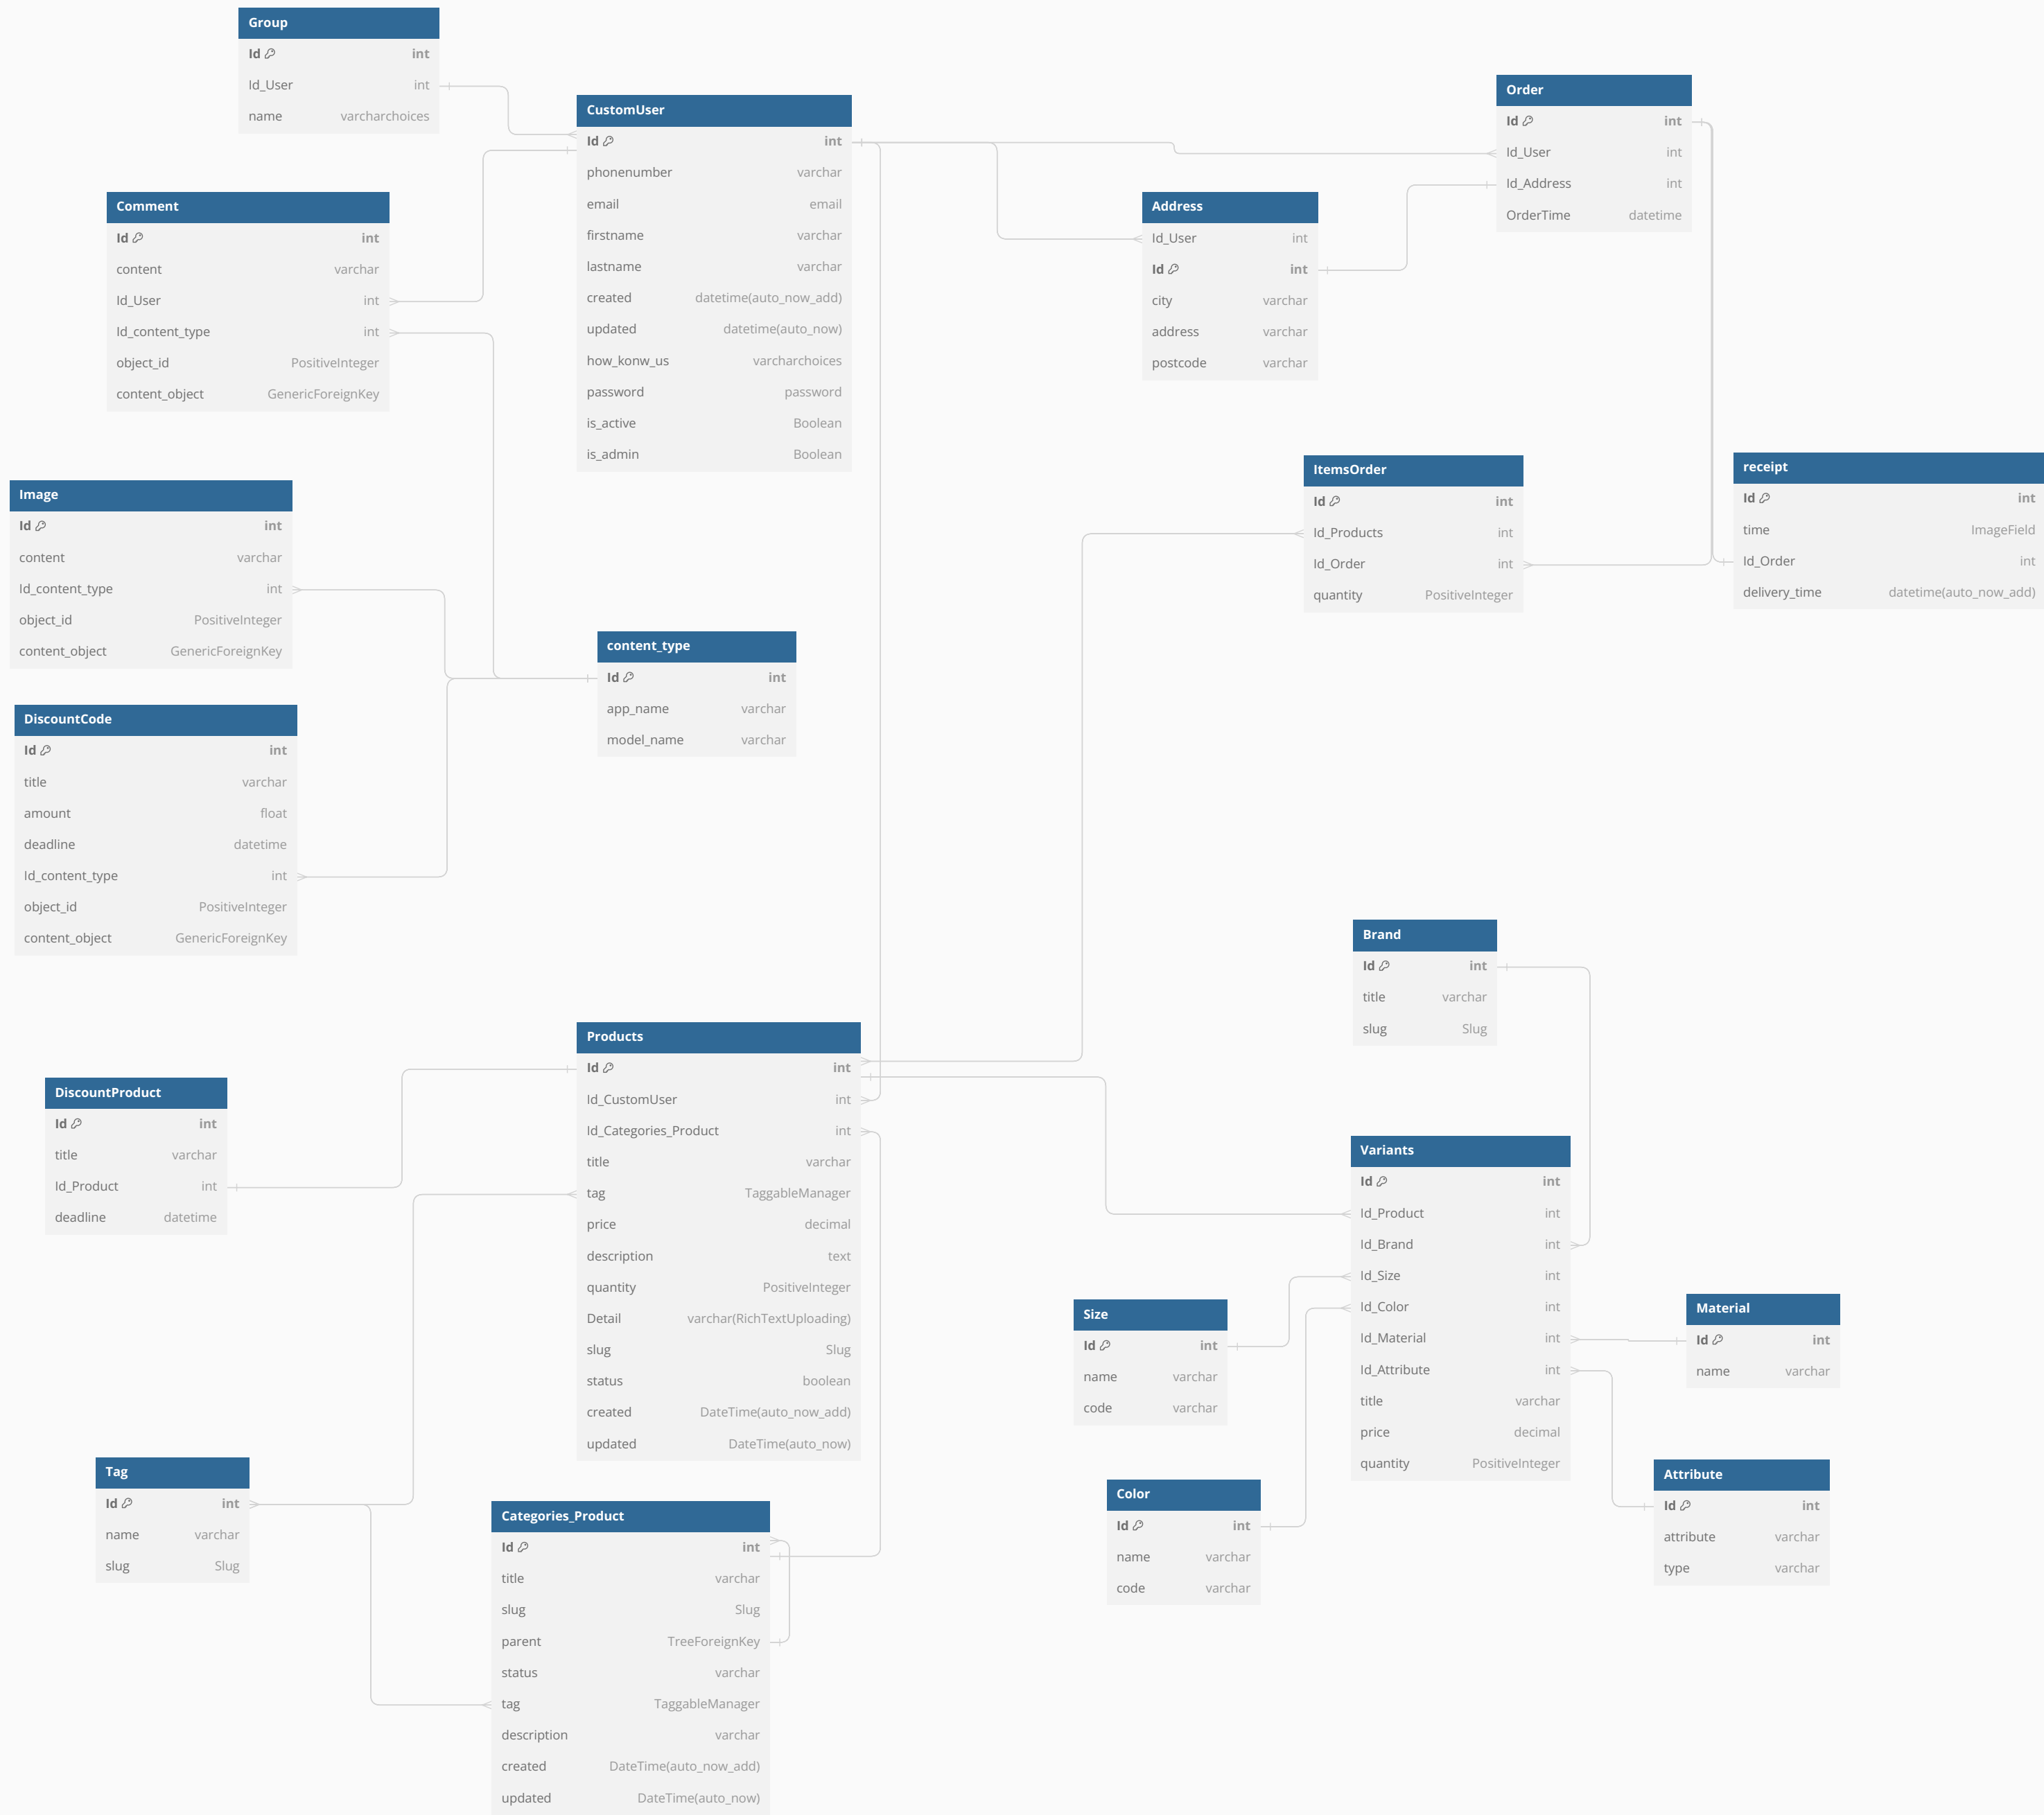 Group
Id int
Id_User int
name varcharchoices
CustomUser
Id int
phonenumber varchar
email email
firstname varchar
lastname varchar
created datetime(auto_now_add)
updated datetime(auto_now)
how_konw_us varcharchoices
password password
is_active Boolean
is_admin Boolean
Order
Id int
Id_User int
Id_Address int
OrderTime datetime
Comment
Id int
content varchar
Id_User int
Id_content_type int
object_id PositiveInteger
content_object GenericForeignKey
Address
Id_User int
Id int
city varchar
address varchar
postcode varchar
Image
Id int
content varchar
Id_content_type int
object_id PositiveInteger
content_object GenericForeignKey
ItemsOrder
Id int
Id_Products int
Id_Order int
quantity PositiveInteger
receipt
Id int
time ImageField
Id_Order int
delivery_time datetime(auto_now_add)
content_type
Id int
app_name varchar
model_name varchar
DiscountCode
Id int
title varchar
amount float
deadline datetime
Id_content_type int
object_id PositiveInteger
content_object GenericForeignKey
Brand
Id int
title varchar
slug Slug
Products
Id int
Id_CustomUser int
Id_Categories_Product int
title varchar
tag TaggableManager
price decimal
description text
quantity PositiveInteger
Detail varchar(RichTextUploading)
slug Slug
status boolean
created DateTime(auto_now_add)
updated DateTime(auto_now)
DiscountProduct
Id int
title varchar
Id_Product int
deadline datetime
Variants
Id int
Id_Product int
Id_Brand int
Id_Size int
Id_Color int
Id_Material int
Id_Attribute int
title varchar
price decimal
quantity PositiveInteger
Size
Id int
name varchar
code varchar
Material
Id int
name varchar
Tag
Id int
name varchar
slug Slug
Color
Id int
name varchar
code varchar
Attribute
Id int
attribute varchar
type varchar
Categories_Product
Id int
title varchar
slug Slug
parent TreeForeignKey
status varchar
tag TaggableManager
description varchar
created DateTime(auto_now_add)
updated DateTime(auto_now)